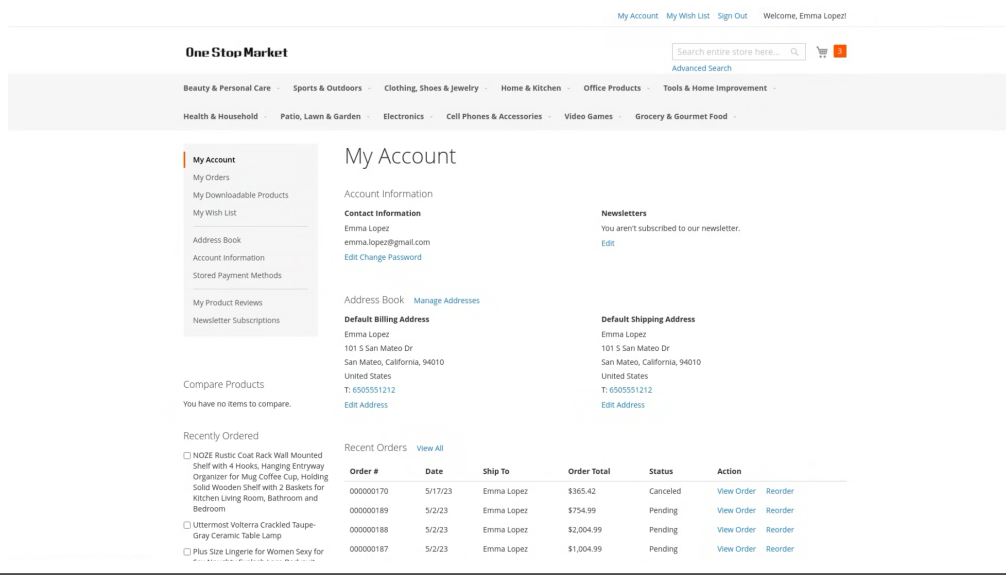 My Account My Wish List Sign Out Welcome, Emma Lopez!
One Stop Market
Search entire store here...
3
Advanced Search
Beauty & Personal Care Sports & Outdoors Clothing, Shoes & Jewelry Home & Kitchen Office Products Tools & Home Improvement
Health & Household Patio, Lawn & Garden Electronics Cell Phones & Accessories Video Games Grocery & Gourmet Food
My Account
My Orders
My Downloadable Products
My Wish List
Address Book
Account Information
Stored Payment Methods
My Product Reviews
Newsletter Subscriptions
Compare Products
You have no items to compare.
Recently Ordered
NOZE Rustic Coat Rack Wall Mounted
Shelf with 4 Hooks, Hanging Entryway
Organizer for Mug Coffee Cup, Holding
Solid Wooden Shelf with 2 Baskets for
Kitchen Living Room, Bathroom and
Bedroom
Uttermost Volterra Crackled Taupe-
Gray Ceramic Table Lamp
Plus Size Lingerie for Women Sexy for
My Account
Account Information
Contact Information
Emma Lopez
emma.lopez@gmail.com
Edit Change Password
Newsletters
You aren't subscribed to our newsletter.
Edit
Address Book Manage Addresses
Default Billing Address
Emma Lopez
101 S San Mateo Dr
San Mateo, California, 94010
United States
T: 6505551212
Edit Address
Default Shipping Address
Emma Lopez
101 S San Mateo Dr
San Mateo, California, 94010
United States
T: 6505551212
Edit Address
Recent Orders View All
Order # Date Ship To Order Total Status Action
000000170 5/17/23 Emma Lopez $365.42 Canceled View Order Reorder
000000189 5/2/23 Emma Lopez $754.99 Pending View Order Reorder
000000188 5/2/23 Emma Lopez $2,004.99 Pending View Order Reorder
000000187 5/2/23 Emma Lopez $1,004.99 Pending View Order Reorder